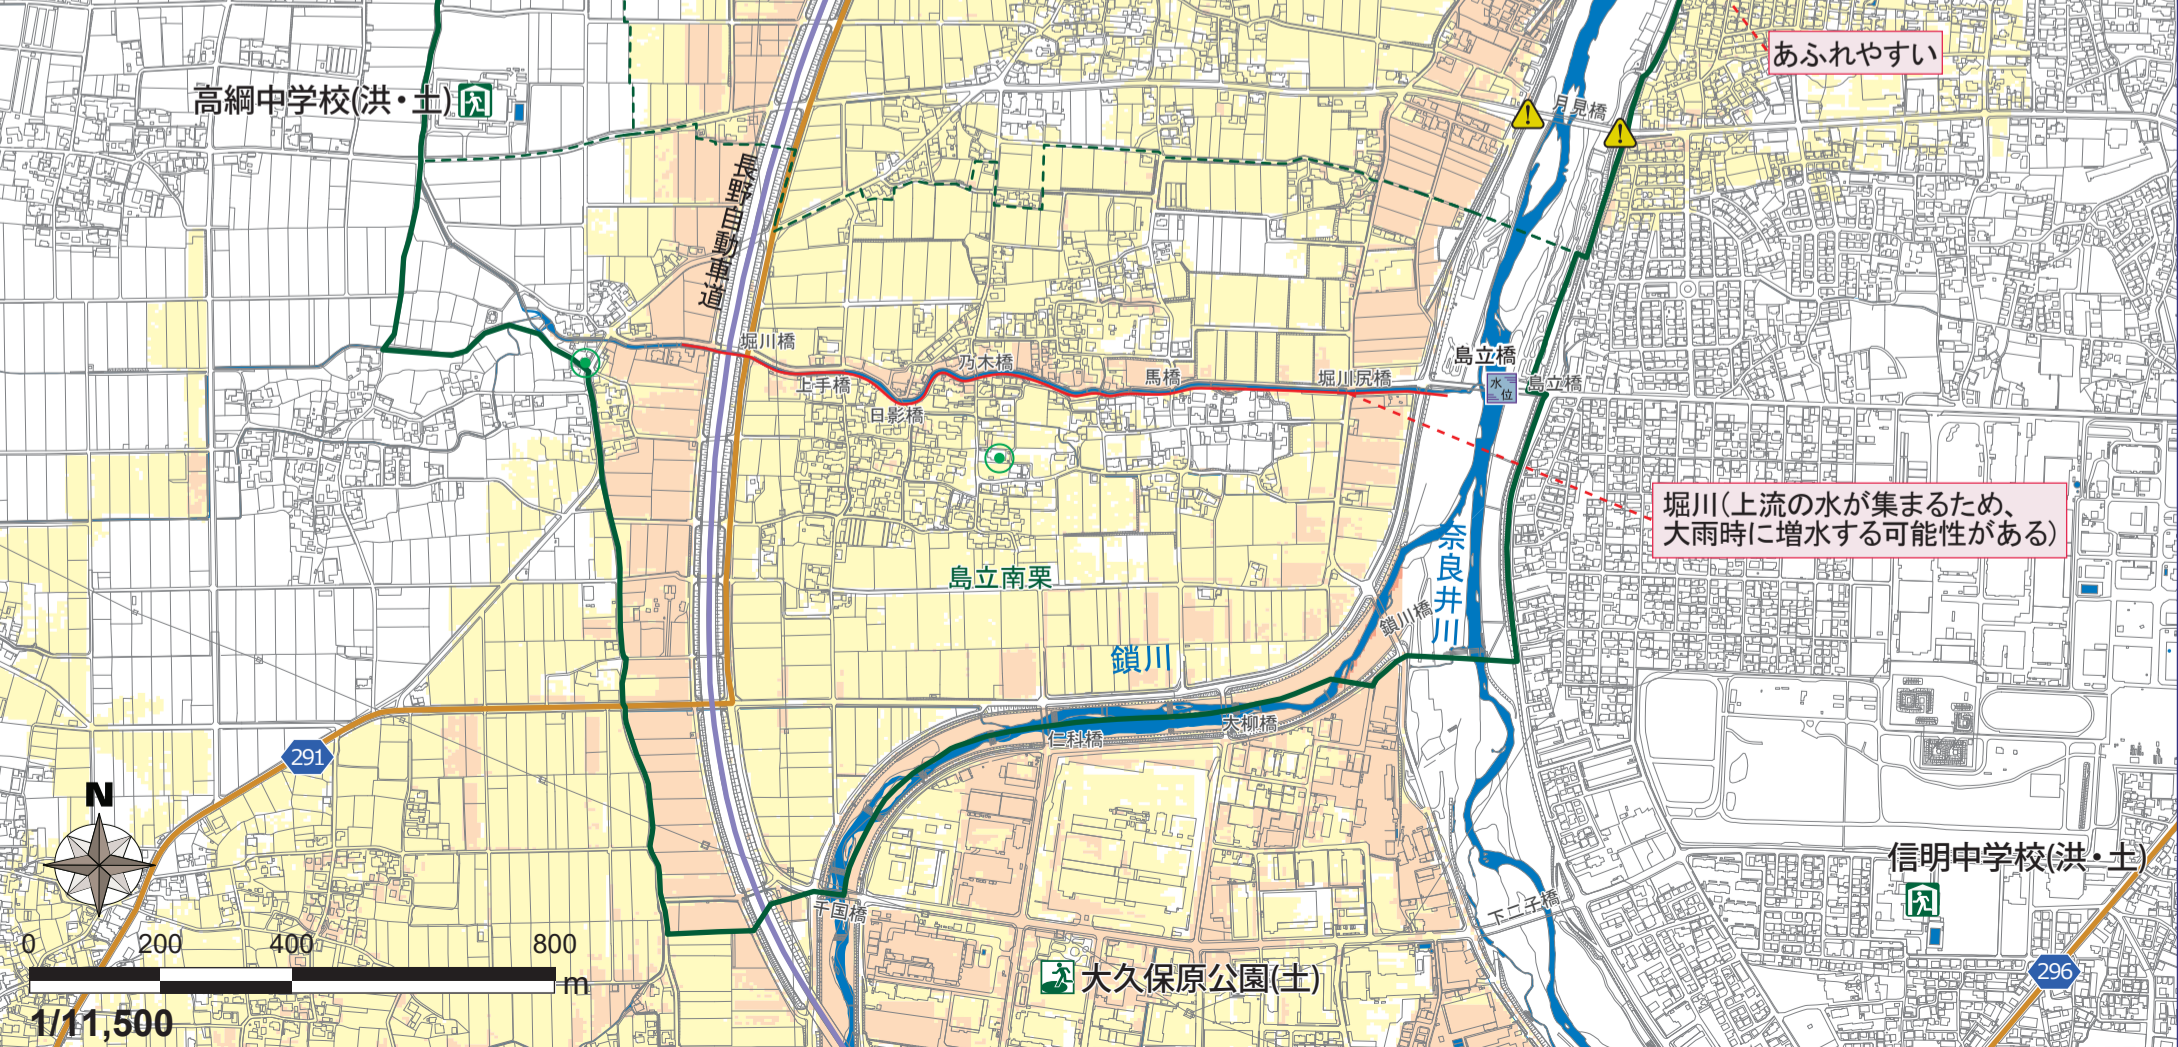 あふれやすい
高綱中学校(洪・土)
月見橋
長野自動車道
堀川橋
上手橋
日影橋
乃木橋
馬橋
堀川尻橋
島立橋
水位
島立橋
堀川(上流の水が集まるため、
大雨時に増水する可能性がある)
奈良井川
島立南栗
鎖川橋
鎖川
大柳橋
仁科橋
291
N
信明中学校(洪・土)
千国橋
下二子橋
0 200 400 800
m
大久保原公園(土)
296
1/11,500